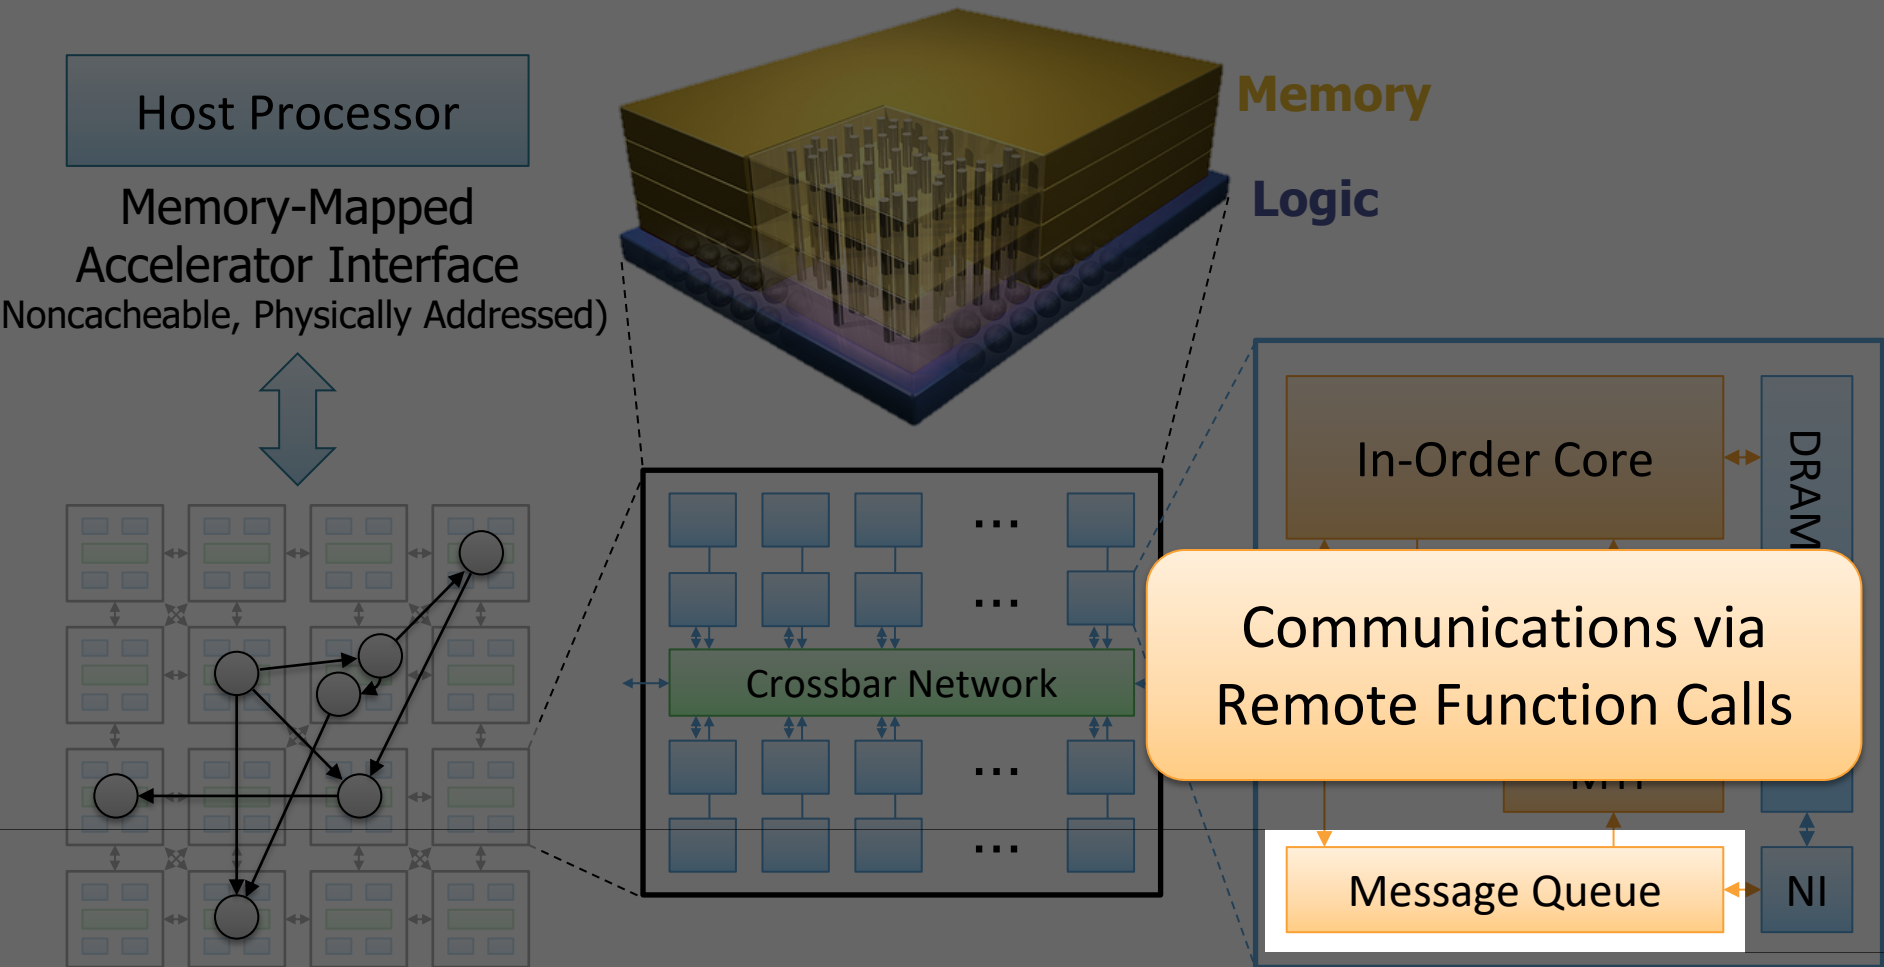 Host Processor
Memory-Mapped
Accelerator Interface
Noncacheable, Physically Addressed)
Memory
Logic
...
...
Crossbar Network
...
...
In-Order Core
DRAM
Communications via
Remote Function Calls
Message Queue
NI